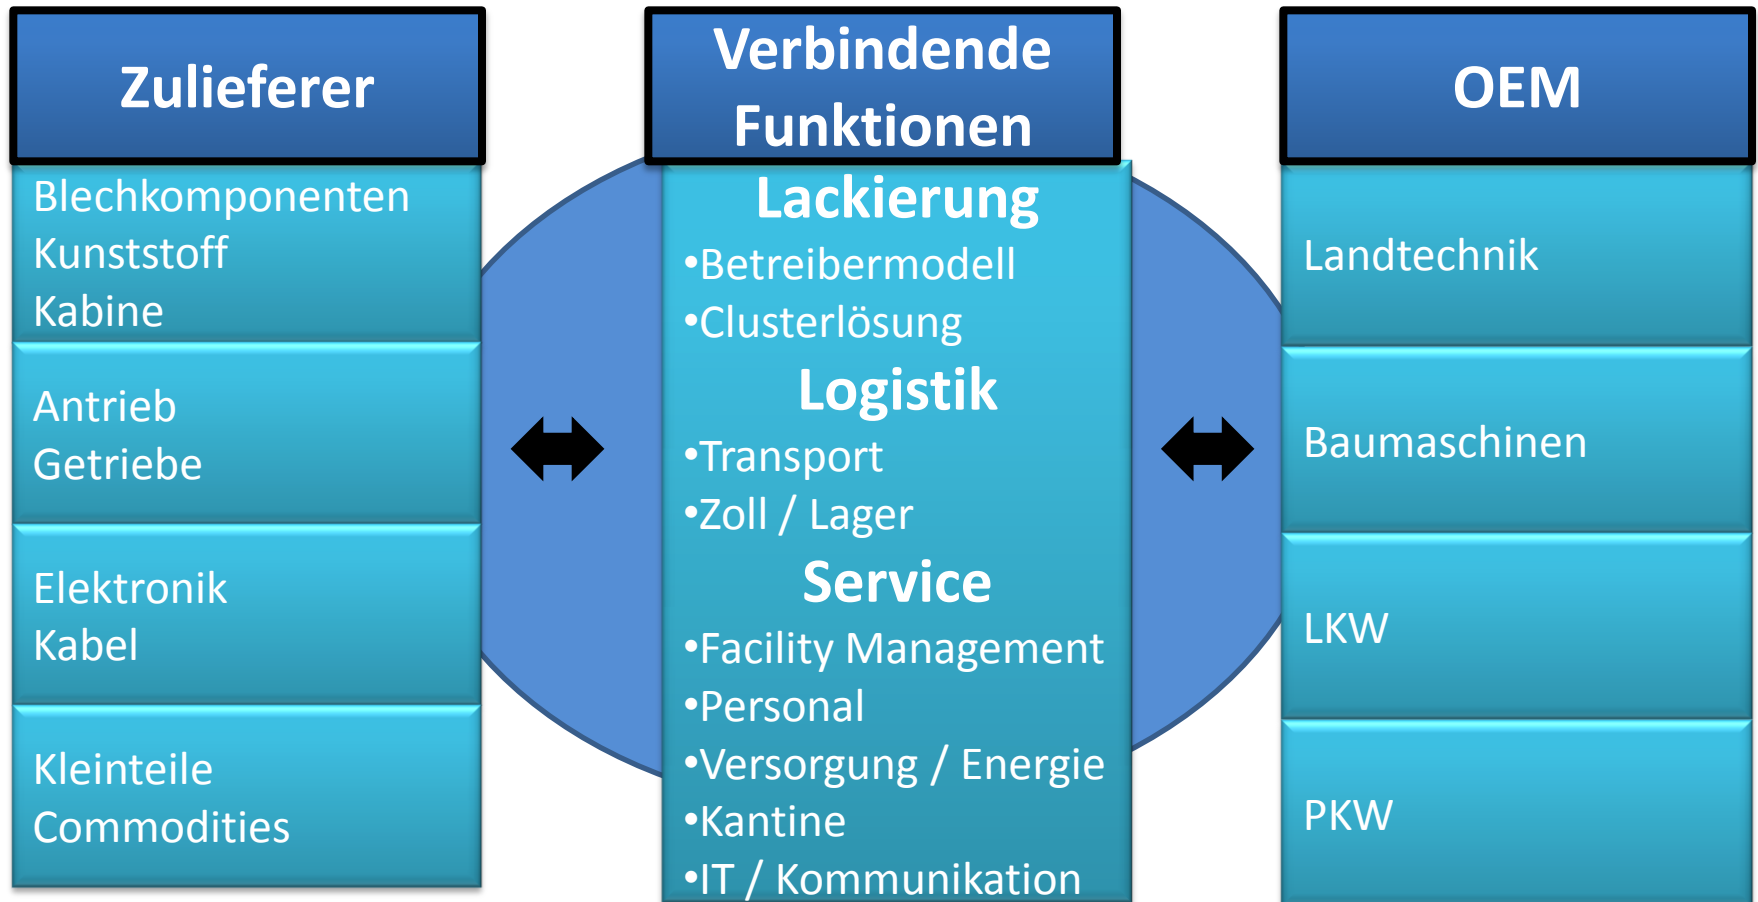 Zulieferer
Blechkomponenten
Kunststoff
Kabine
Antrieb
Getriebe
Elektronik
Kabel
Kleinteile
Commodities
Verbindende
Funktionen
Lackierung
•Betreibermodell
•Clusterlösung
Logistik
•Transport
•Zoll / Lager
Service
•Facility Management
•Personal
•Versorgung / Energie
•Kantine
•IT / Kommunikation
OEM
Landtechnik
Baumaschinen
LKW
PKW